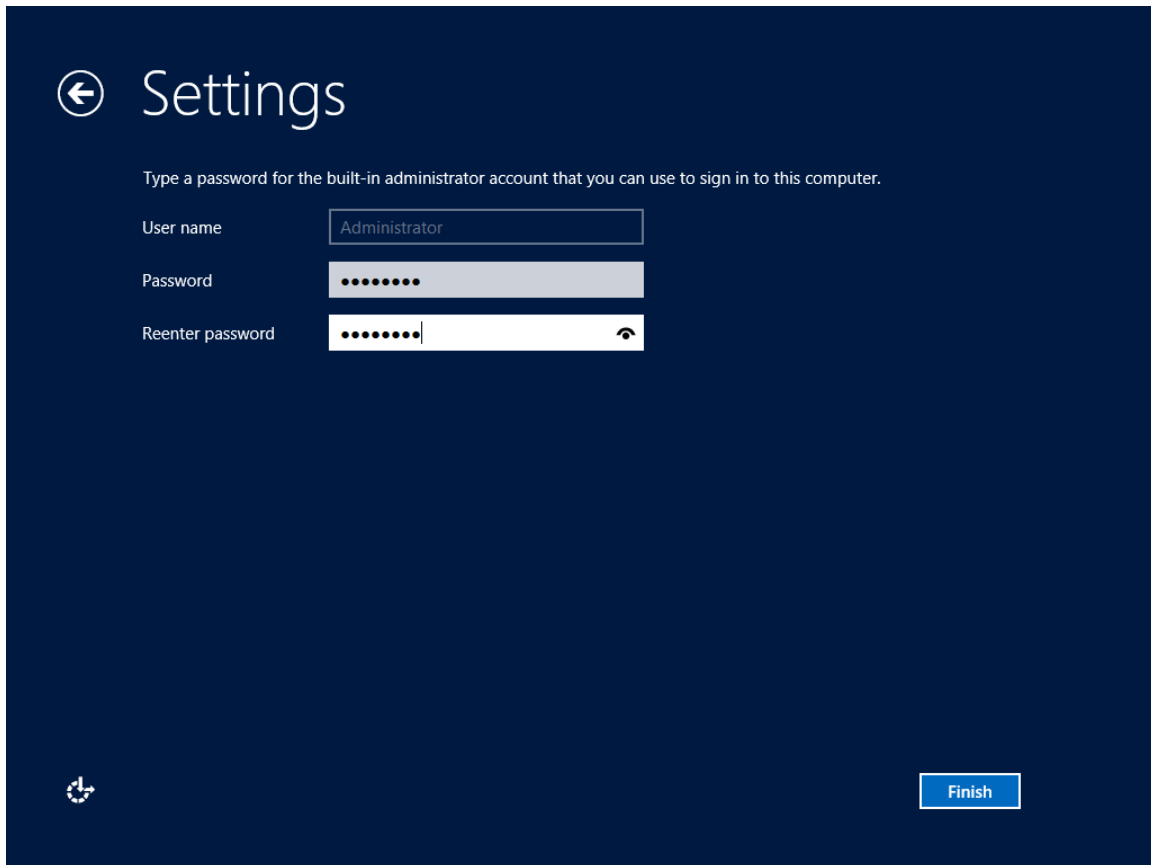 Settings
Type a password for the built-in administrator account that you can use to sign in to this computer.
User name Administrator
Password ••••••••
Reenter password ••••••••
Finish